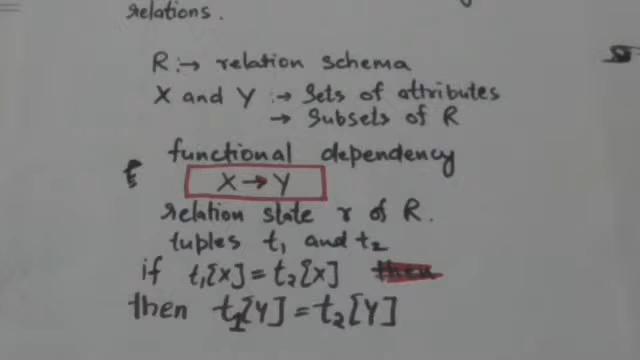 relations.
R :→ relation schema
X and Y :→ Sets of attributes
→ Subsets of R
functional dependency
X → Y
relation state r of R.
tuples t₁ and t₂
if t₁[X] = t₂[X] then
then t₁[Y] = t₂[Y]